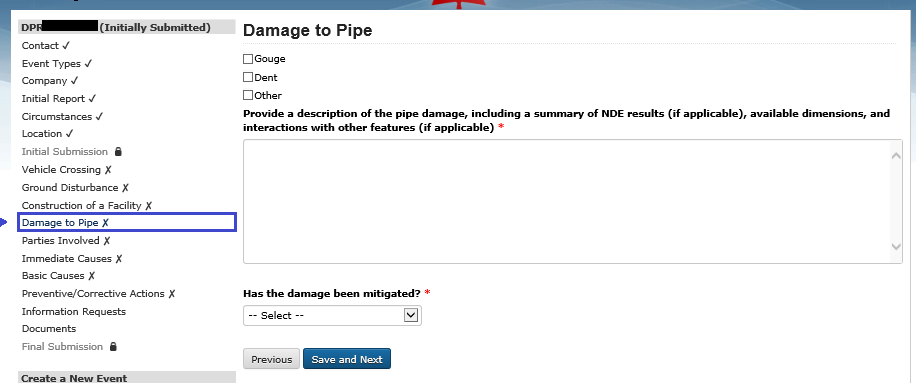 DPR (Initially Submitted)
Contact ✓
Event Types ✓
Company ✓
Initial Report ✓
Circumstances ✓
Location ✓
Initial Submission
Vehicle Crossing ✗
Ground Disturbance ✗
Construction of a Facility ✗
Damage to Pipe ✗
Parties Involved ✗
Immediate Causes ✗
Basic Causes ✗
Preventive/Corrective Actions ✗
Information Requests
Documents
Final Submission
Create a New Event
Damage to Pipe
Gouge
Dent
Other
Provide a description of the pipe damage, including a summary of NDE results (if applicable), available dimensions, and
interactions with other features (if applicable) *
Has the damage been mitigated? *
-- Select --
Previous Save and Next